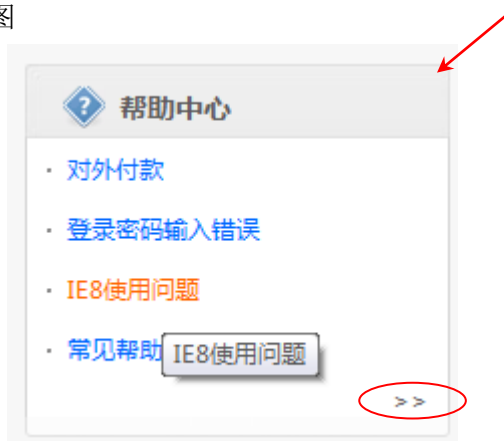 图
帮助中心
· 对外付款
· 登录密码输入错误
· IE8使用问题
· 常见帮助
IE8使用问题
>>